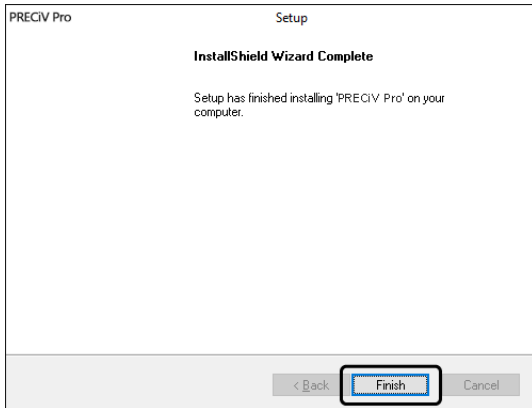 PRECiV Pro Setup
InstallShield Wizard Complete
Setup has finished installing 'PRECiV Pro' on your
computer.
< Back Finish Cancel